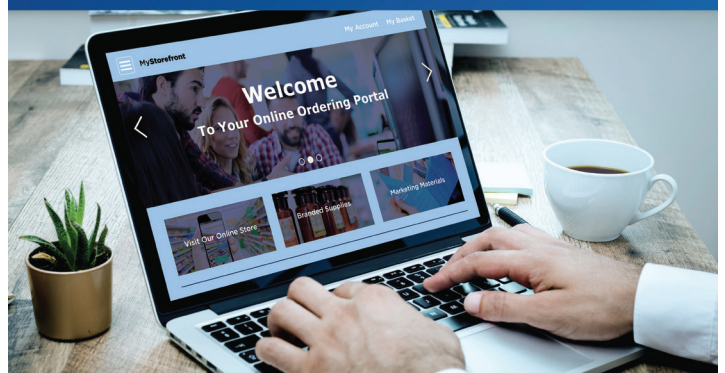 MyStorefront
My Account My Basket
Welcome
To Your Online Ordering Portal
Visit Our Online Store
Branded Supplies
Marketing Materials